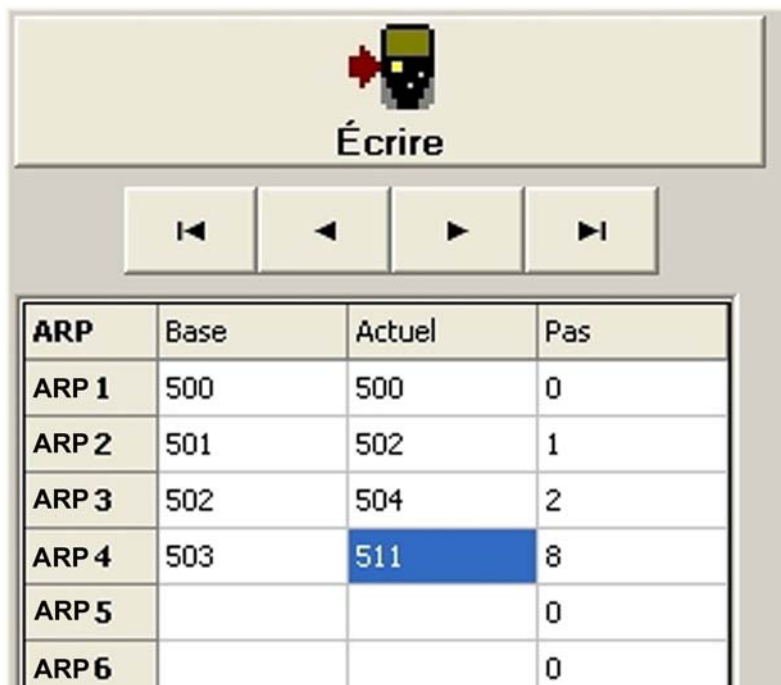 Écrire
ARP Base Actuel Pas
ARP 1 500 500 0
ARP 2 501 502 1
ARP 3 502 504 2
ARP 4 503 511 8
ARP 5 0
ARP 6 0